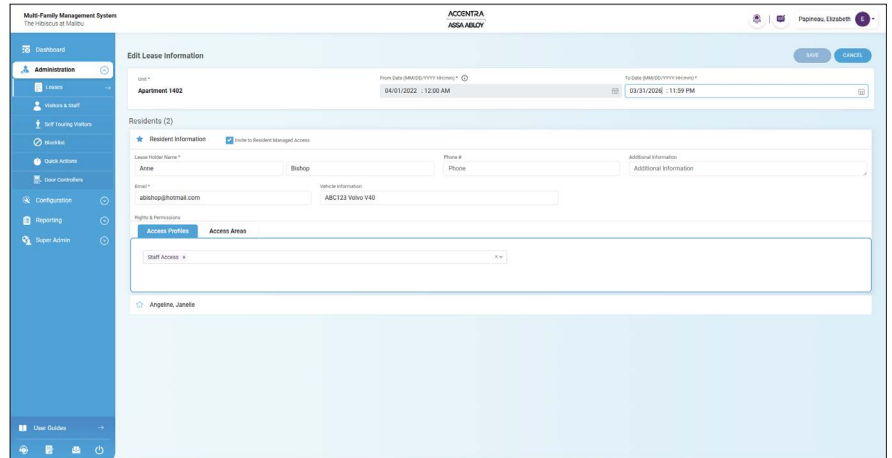 Multi-Family Management System
The Hibiscus at Malibu
ACCENTRA
ASSA ABLOY
Papineau, Elizabeth E
Dashboard
Administration
Leases
Visitors & Staff
Self Touring Visitors
Blocklist
Quick Actions
Door Controllers
Configuration
Reporting
Super Admin
User Guides
Edit Lease Information
SAVE CANCEL
Unit * From Date (MM/DD/YYYY HH:mm) * To Date (MM/DD/YYYY HH:mm) *
Apartment 1402 04/01/2022 : 12:00 AM 03/31/2026 : 11:59 PM
Residents (2)
Resident Information Invite to Resident Managed Access
Lease Holder Name * Phone # Additional Information
Anne Bishop Phone Additional Information
Email * Vehicle Information
abishop@hotmail.com ABC123 Volvo V40
Rights & Permissions
Access Profiles Access Areas
Staff Access x
Angeline, Janelle